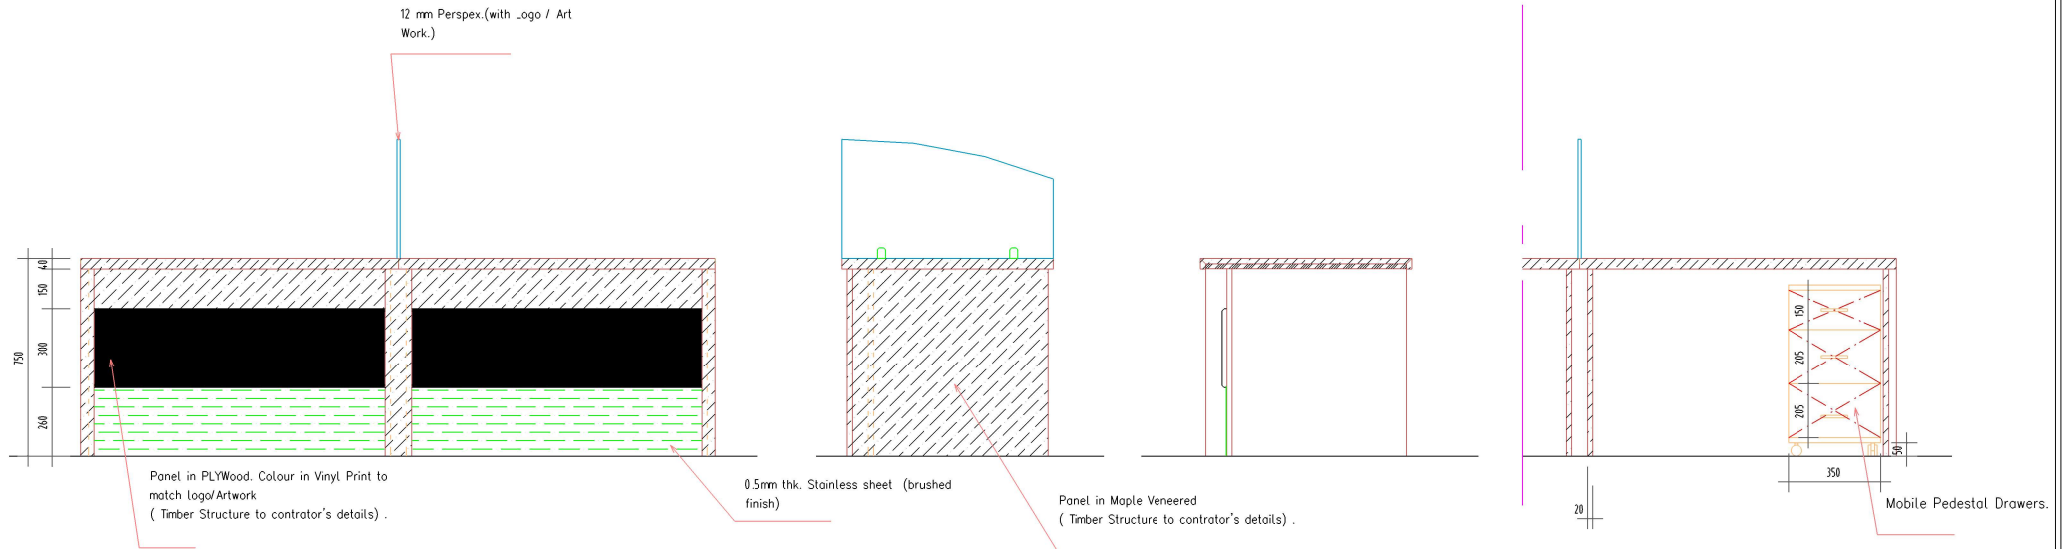 12 mm Perspex.(with Logo / Art
Work.)
40
150
300
750
260
Panel in PLYWood. Colour in Vinyl Print to
match logo/Artwork
( Timber Structure to contrator's details) .
0.5mm thk. Stainless sheet (brushed
finish)
Panel in Maple Veneered
( Timber Structure to contrator's details) .
150
205
205
50
350
20
Mobile Pedestal Drawers.